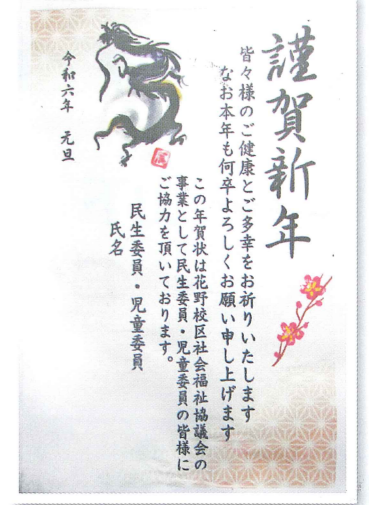 謹賀新年
皆々様のご健康とご多幸をお祈りいたします
なお本年も何卒よろしくお願い申し上げます
この年賀状は花野校区社会福祉協議会の
事業として民生委員・児童委員の皆様に
ご協力を頂いております。
民生委員・児童委員
氏名
令和六年 元旦